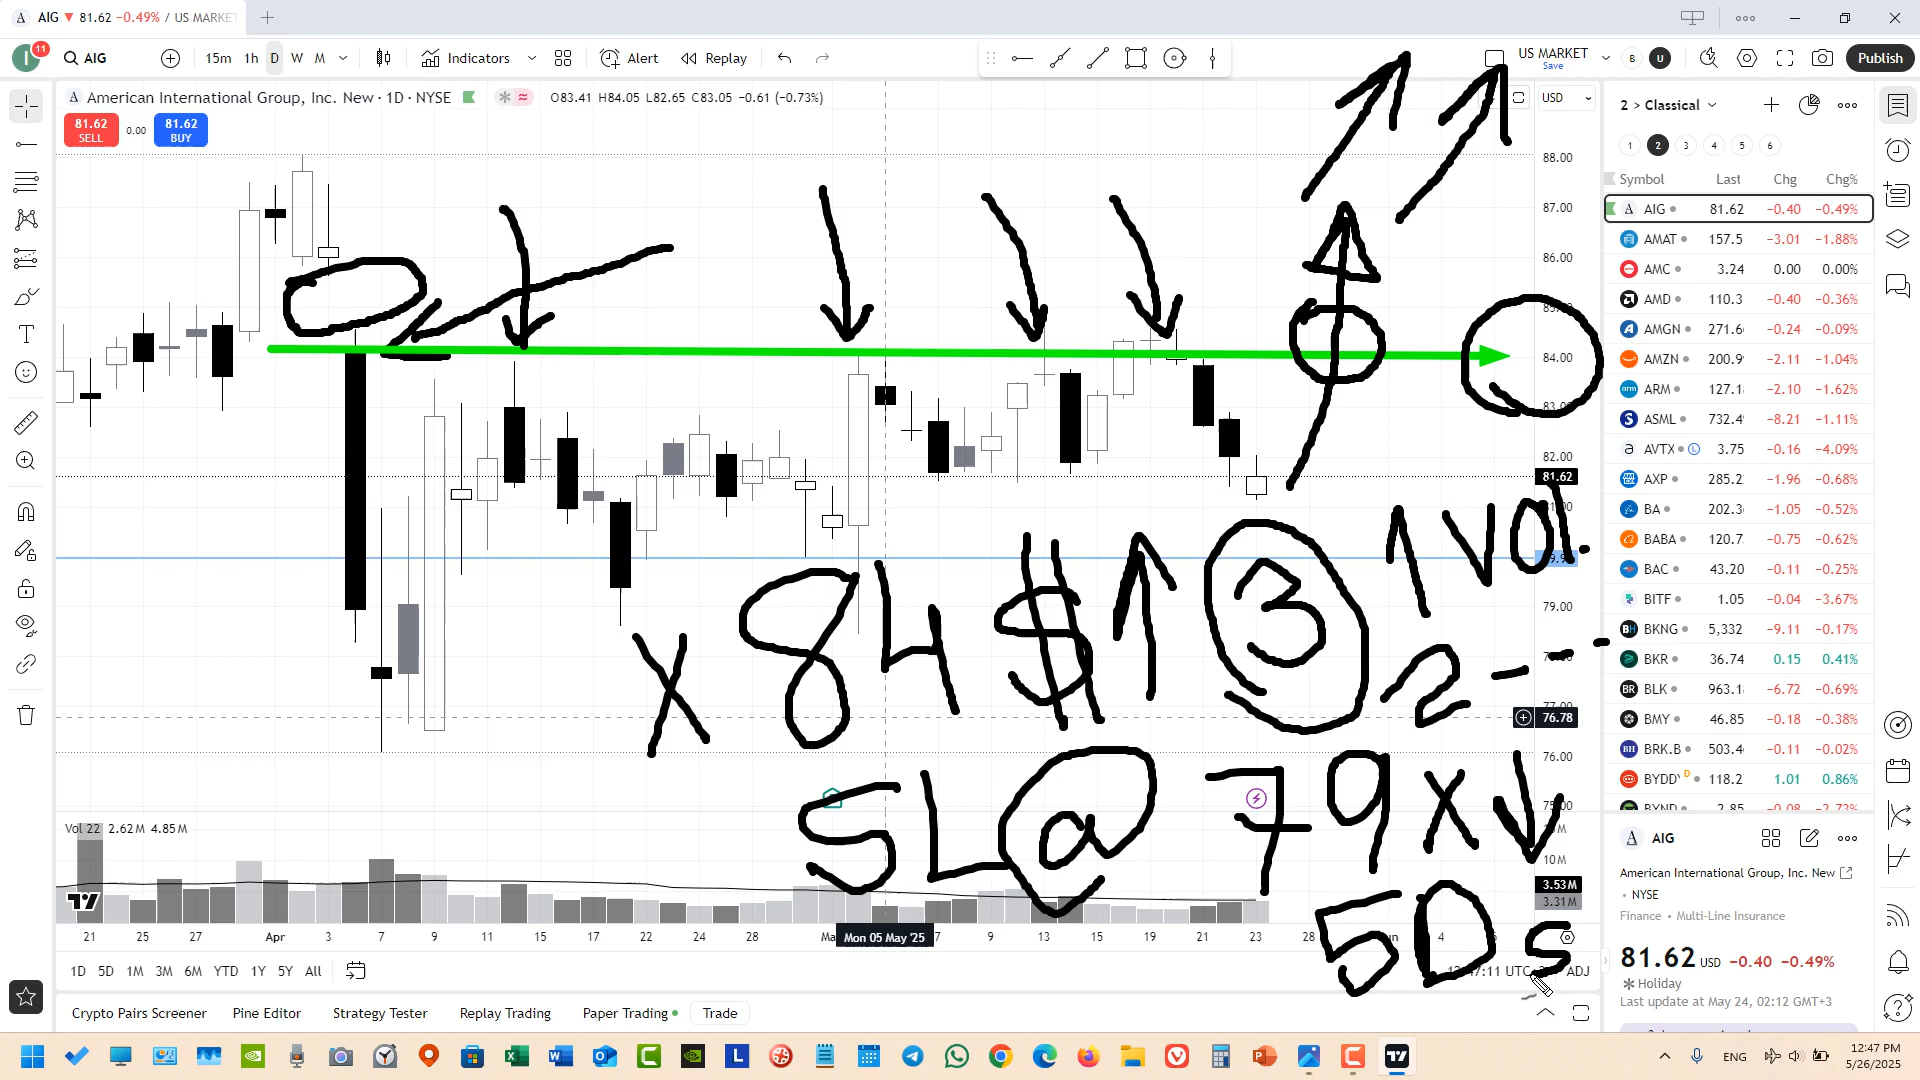 AIG 81.62 −0.49% / US MARKET
11
AIG 15m 1h D W M Indicators Alert Replay US MARKET Save B U Publish
American International Group, Inc. New · 1D · NYSE O83.41 H84.05 L82.65 C83.05 −0.61 (−0.73%) USD
81.62 SELL 0.00 81.62 BUY
88.00
87.00
86.00
84.00
82.00
81.62
79.00
76.78
76.00
1 VOl.
X 84 $ ↑ 3
2 - - -
SL @ 79 X ↓
5 D S
Vol 22 2.62M 4.85M
10M
3.53M
3.31M
21 25 27 Apr 3 7 9 11 15 17 22 24 28 Mon 05 May '25 7 9 13 15 19 21 23 28 4
1D 5D 1M 3M 6M YTD 1Y 5Y All ADJ
Crypto Pairs Screener Pine Editor Strategy Tester Replay Trading Paper Trading Trade
2 > Classical
1 2 3 4 5 6
Symbol Last Chg Chg%
AIG 81.62 −0.40 −0.49%
AMAT 157.5 −3.01 −1.88%
AMC 3.24 0.00 0.00%
AMD 110.3 −0.40 −0.36%
AMGN 271.6 −0.24 −0.09%
AMZN 200.9 −2.11 −1.04%
ARM 127.1 −2.10 −1.62%
ASML 732.4 −8.21 −1.11%
AVTX L 3.75 −0.16 −4.09%
AXP 285.2 −1.96 −0.68%
BA 202.3 −1.05 −0.52%
BABA 120.7 −0.75 −0.62%
BAC 43.20 −0.11 −0.25%
BITF 1.05 −0.04 −3.67%
BKNG 5,332 −9.11 −0.17%
BKR 36.74 0.15 0.41%
BLK 963.1 −6.72 −0.69%
BMY 46.85 −0.18 −0.38%
BRK.B 503.4 −0.11 −0.02%
BYDDY D 118.2 1.01 0.86%
AIG
American International Group, Inc. New
• NYSE
Finance • Multi-Line Insurance
81.62 USD −0.40 −0.49%
Holiday
Last update at May 24, 02:12 GMT+3
ENG 12:47 PM
5/26/2025